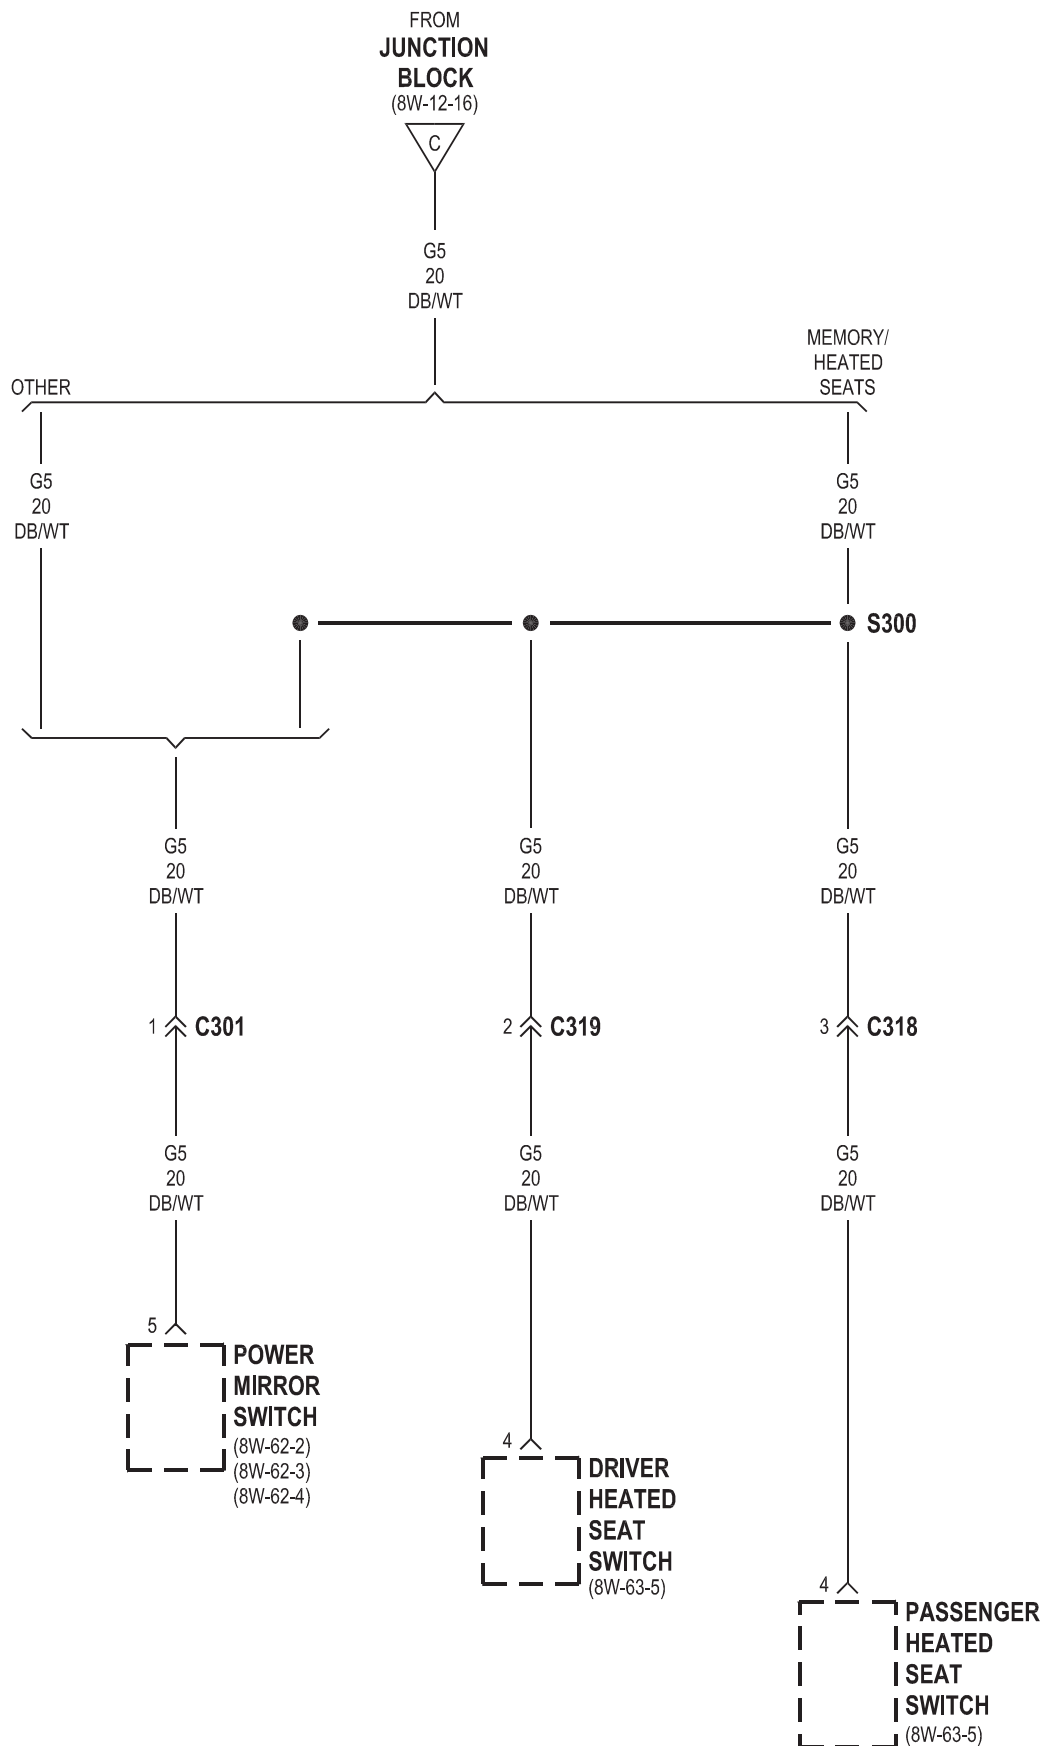 FROM
JUNCTION
BLOCK
(8W-12-16)
C
G5
20
DB/WT
OTHER
MEMORY/
HEATED
SEATS
G5
20
DB/WT
G5
20
DB/WT
S300
G5
20
DB/WT
G5
20
DB/WT
G5
20
DB/WT
1 C301
2 C319
3 C318
G5
20
DB/WT
G5
20
DB/WT
G5
20
DB/WT
5
POWER
MIRROR
SWITCH
(8W-62-2)
(8W-62-3)
(8W-62-4)
4
DRIVER
HEATED
SEAT
SWITCH
(8W-63-5)
4
PASSENGER
HEATED
SEAT
SWITCH
(8W-63-5)